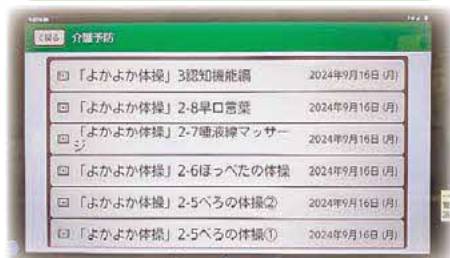 <戻る 介護予防
「よかよか体操」3認知機能編 2024年9月16日(月)
「よかよか体操」2-8早口言葉 2024年9月16日(月)
「よかよか体操」2-7唾液線マッサー
ジ 2024年9月16日(月)
「よかよか体操」2-6ほっぺたの体操 2024年9月16日(月)
「よかよか体操」2-5べろの体操② 2024年9月16日(月)
「よかよか体操」2-5べろの体操① 2024年9月16日(月)